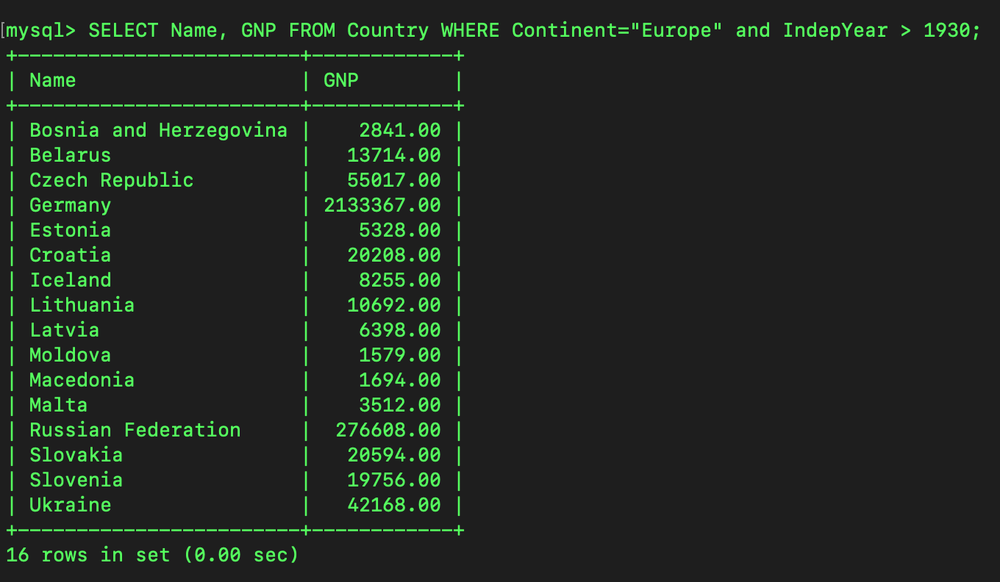 [mysql> SELECT Name, GNP FROM Country WHERE Continent="Europe" and IndepYear > 1930;
+------------------------+------------+
| Name                   | GNP        |
+------------------------+------------+
| Bosnia and Herzegovina |    2841.00 |
| Belarus                |   13714.00 |
| Czech Republic         |   55017.00 |
| Germany                | 2133367.00 |
| Estonia                |    5328.00 |
| Croatia                |   20208.00 |
| Iceland                |    8255.00 |
| Lithuania              |   10692.00 |
| Latvia                 |    6398.00 |
| Moldova                |    1579.00 |
| Macedonia              |    1694.00 |
| Malta                  |    3512.00 |
| Russian Federation     |  276608.00 |
| Slovakia               |   20594.00 |
| Slovenia               |   19756.00 |
| Ukraine                |   42168.00 |
+------------------------+------------+
16 rows in set (0.00 sec)